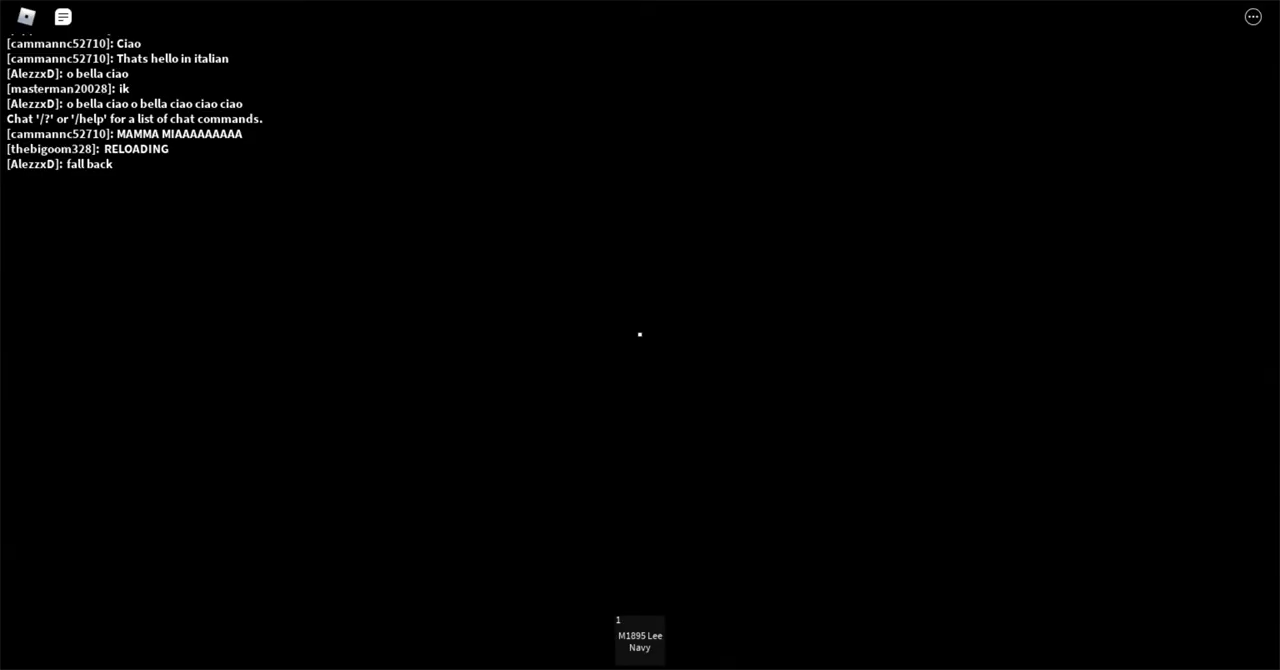 [cammannc52710]: Ciao
[cammannc52710]: Thats hello in italian
[AlezzxD]: o bella ciao
[masterman20028]: ik
[AlezzxD]: o bella ciao o bella ciao ciao ciao
Chat '/?' or '/help' for a list of chat commands.
[cammannc52710]: MAMMA MIAAAAAAAAA
[thebigoom328]: RELOADING
[AlezzxD]: fall back
1
M1895 Lee
Navy